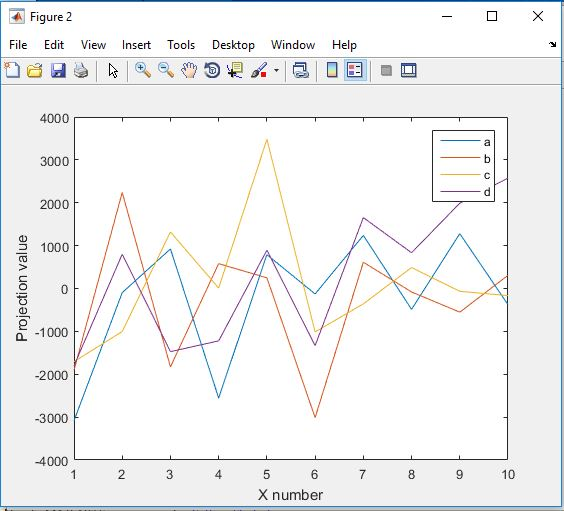 Figure 2
File Edit View Insert Tools Desktop Window Help
4000
3000
2000
1000
0
-1000
-2000
-3000
-4000
Projection value
a
b
c
d
1 2 3 4 5 6 7 8 9 10
X number